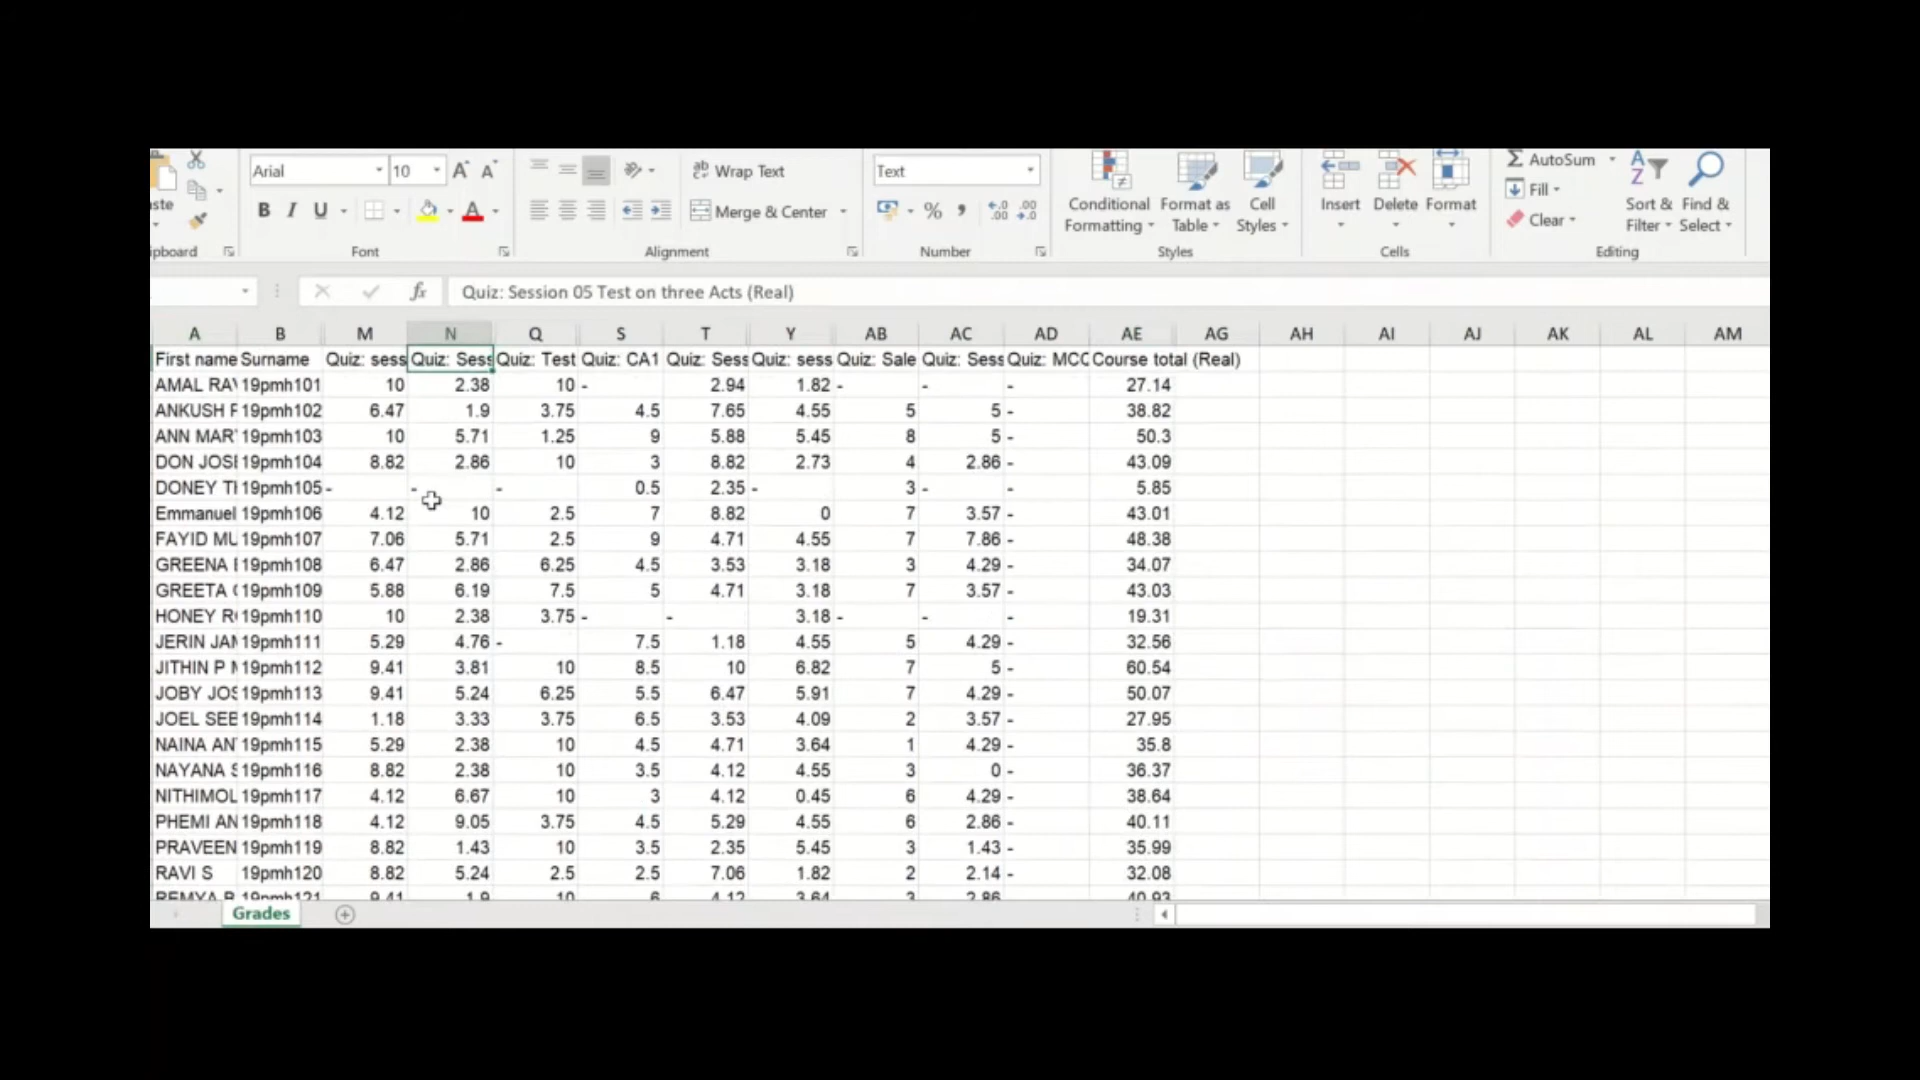 AutoSum
Arial 10 A A Wrap Text Text Fill
ste B I U Merge & Center % , .00 .00 Conditional Formatting Format as Table Cell Styles Insert Delete Format Clear Sort & Filter Find & Select
ipboard Font Alignment Number Styles Cells Editing
fx Quiz: Session 05 Test on three Acts (Real)
A B M N Q S T Y AB AC AD AE AG AH AI AJ AK AL AM
First name Surname Quiz: sess Quiz: Sess Quiz: Test Quiz: CA1 Quiz: Sess Quiz: sess Quiz: Sale Quiz: Sess Quiz: MCC Course total (Real)
AMAL RAV 19pmh101 10 2.38 10 - 2.94 1.82 - - - 27.14
ANKUSH F 19pmh102 6.47 1.9 3.75 4.5 7.65 4.55 5 5 - 38.82
ANN MAR 19pmh103 10 5.71 1.25 9 5.88 5.45 8 5 - 50.3
DON JOSE 19pmh104 8.82 2.86 10 3 8.82 2.73 4 2.86 - 43.09
DONEY TH 19pmh105 - - - 0.5 2.35 - 3 - - 5.85
Emmanuel 19pmh106 4.12 10 2.5 7 8.82 0 7 3.57 - 43.01
FAYID MU 19pmh107 7.06 5.71 2.5 9 4.71 4.55 7 7.86 - 48.38
GREENA 19pmh108 6.47 2.86 6.25 4.5 3.53 3.18 3 4.29 - 34.07
GREETA 19pmh109 5.88 6.19 7.5 5 4.71 3.18 7 3.57 - 43.03
HONEY R 19pmh110 10 2.38 3.75 - - 3.18 - - - 19.31
JERIN JAN 19pmh111 5.29 4.76 - 7.5 1.18 4.55 5 4.29 - 32.56
JITHIN P 19pmh112 9.41 3.81 10 8.5 10 6.82 7 5 - 60.54
JOBY JOS 19pmh113 9.41 5.24 6.25 5.5 6.47 5.91 7 4.29 - 50.07
JOEL SEB 19pmh114 1.18 3.33 3.75 6.5 3.53 4.09 2 3.57 - 27.95
NAINA AN 19pmh115 5.29 2.38 10 4.5 4.71 3.64 1 4.29 - 35.8
NAYANA S 19pmh116 8.82 2.38 10 3.5 4.12 4.55 3 0 - 36.37
NITHIMOL 19pmh117 4.12 6.67 10 3 4.12 0.45 6 4.29 - 38.64
PHEMI AN 19pmh118 4.12 9.05 3.75 4.5 5.29 4.55 6 2.86 - 40.11
PRAVEEN 19pmh119 8.82 1.43 10 3.5 2.35 5.45 3 1.43 - 35.99
RAVI S 19pmh120 8.82 5.24 2.5 2.5 7.06 1.82 2 2.14 - 32.08
REMYA 19pmh121 9.41 1.9 10 6 4.12 3.64 3 2.86 40.93
Grades